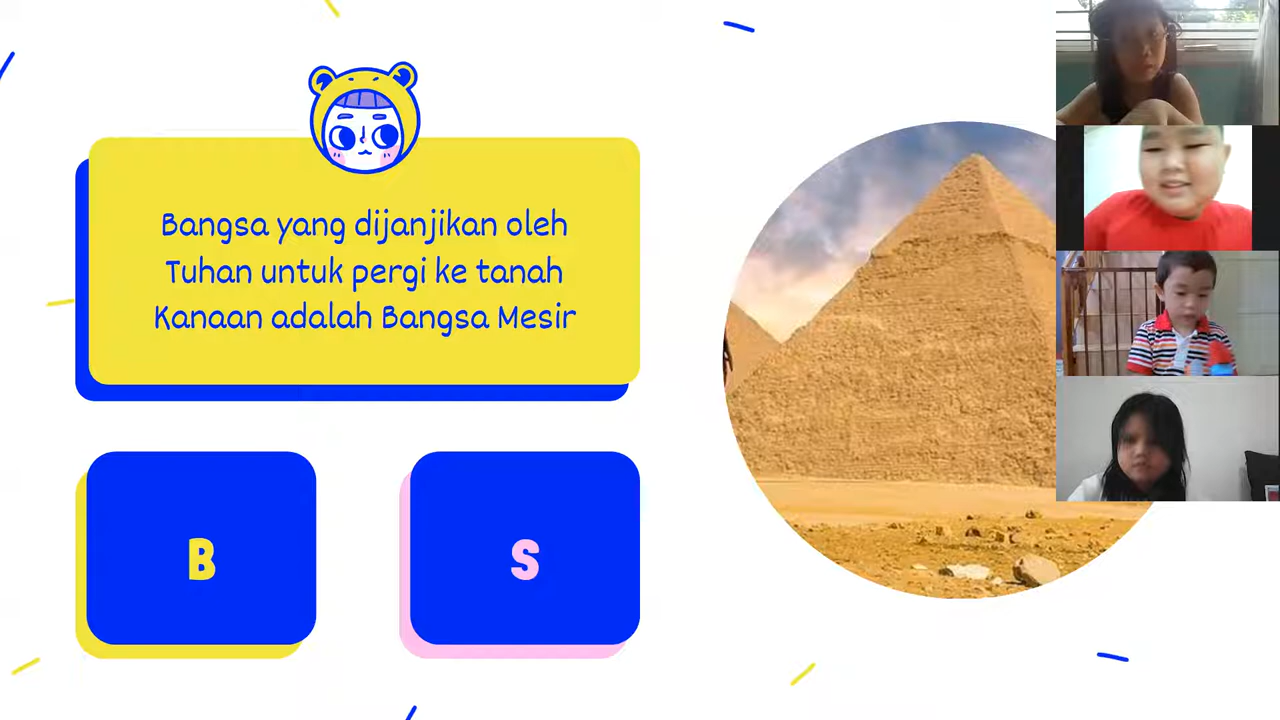 Bangsa yang dijanjikan oleh
Tuhan untuk pergi ke tanah
Kanaan adalah Bangsa Mesir
B
S